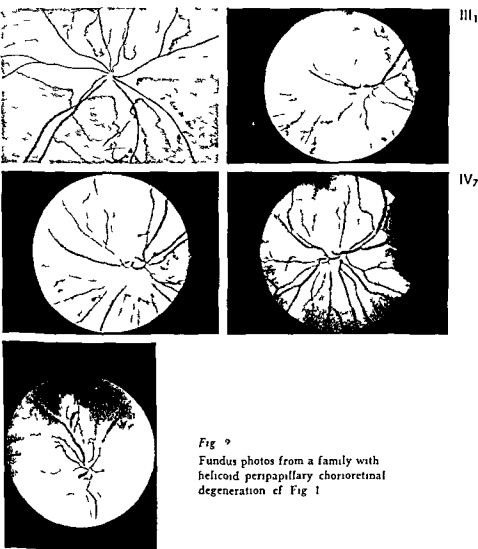 III1
IV7
Fig 9
Fundus photos from a family with
helicoid peripapillary chorioretinal
degeneration cf Fig 1